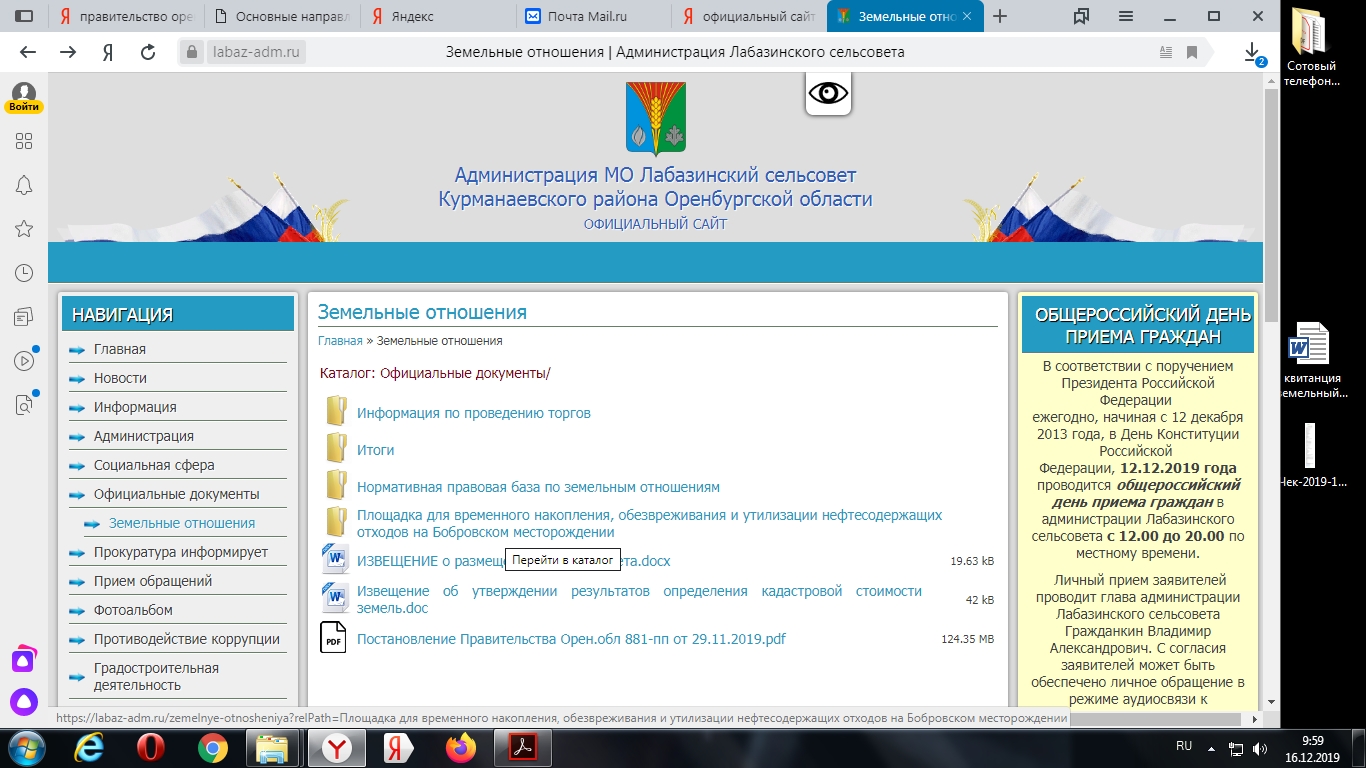 правительство оре
Основные направл
Яндекс
Почта Mail.ru
официальный сайт
Земельные отно
labaz-adm.ru
Земельные отношения | Администрация Лабазинского сельсовета
2
Войти
Администрация МО Лабазинский сельсовет
Курманаевского района Оренбургской области
ОФИЦИАЛЬНЫЙ САЙТ
НАВИГАЦИЯ
Главная
Новости
Информация
Администрация
Социальная сфера
Официальные документы
Земельные отношения
Прокуратура информирует
Прием обращений
Фотоальбом
Противодействие коррупции
Градостроительная
деятельность
Земельные отношения
Главная » Земельные отношения
Каталог: Официальные документы/
Информация по проведению торгов
Итоги
Нормативная правовая база по земельным отношениям
Площадка для временного накопления, обезвреживания и утилизации нефтесодержащих
отходов на Бобровском месторождении
ИЗВЕЩЕНИЕ о размещ
ета.docx
19.63 kB
Перейти в каталог
Извещение об утверждении результатов определения кадастровой стоимости
земель.doc
42 kB
PDF
Постановление Правительства Орен.обл 881-пп от 29.11.2019.pdf
124.35 MB
ОБЩЕРОССИЙСКИЙ ДЕНЬ
ПРИЕМА ГРАЖДАН
В соответствии с поручением
Президента Российской
Федерации
ежегодно, начиная с 12 декабря
2013 года, в День Конституции
Российской
Федерации, 12.12.2019 года
проводится общероссийский
день приема граждан в
администрации Лабазинского
сельсовета с 12.00 до 20.00 по
местному времени.
Личный прием заявителей
проводит глава администрации
Лабазинского сельсовета
Гражданкин Владимир
Александрович. С согласия
заявителей может быть
обеспечено личное обращение в
режиме аудиосвязи к
https://labaz-adm.ru/zemelnye-otnosheniya?relPath=Площадка для временного накопления, обезвреживания и утилизации нефтесодержащих отходов на Бобровском месторождении
Сотовый
телефон...
квитанция
земельный...
Чек-2019-1...
RU
9:59
16.12.2019